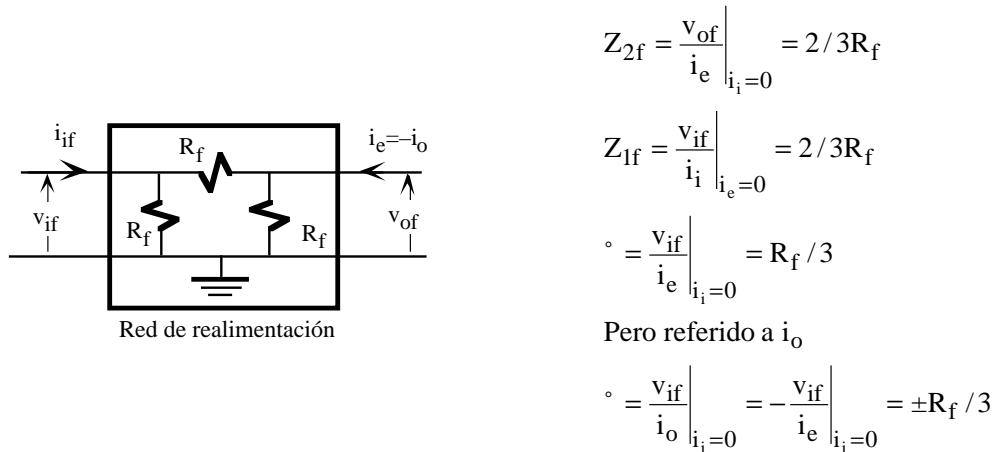 i_if
R_f
i_e=–i_o
v_if
R_f
R_f
v_of
Red de realimentación
Z_2f = v_of / i_e |_{i_i=0} = 2/3R_f
Z_1f = v_if / i_i |_{i_e=0} = 2/3R_f
° = v_if / i_e |_{i_i=0} = R_f /3
Pero referido a i_o
° = v_if / i_o |_{i_i=0} = − v_if / i_e |_{i_i=0} = ±R_f /3